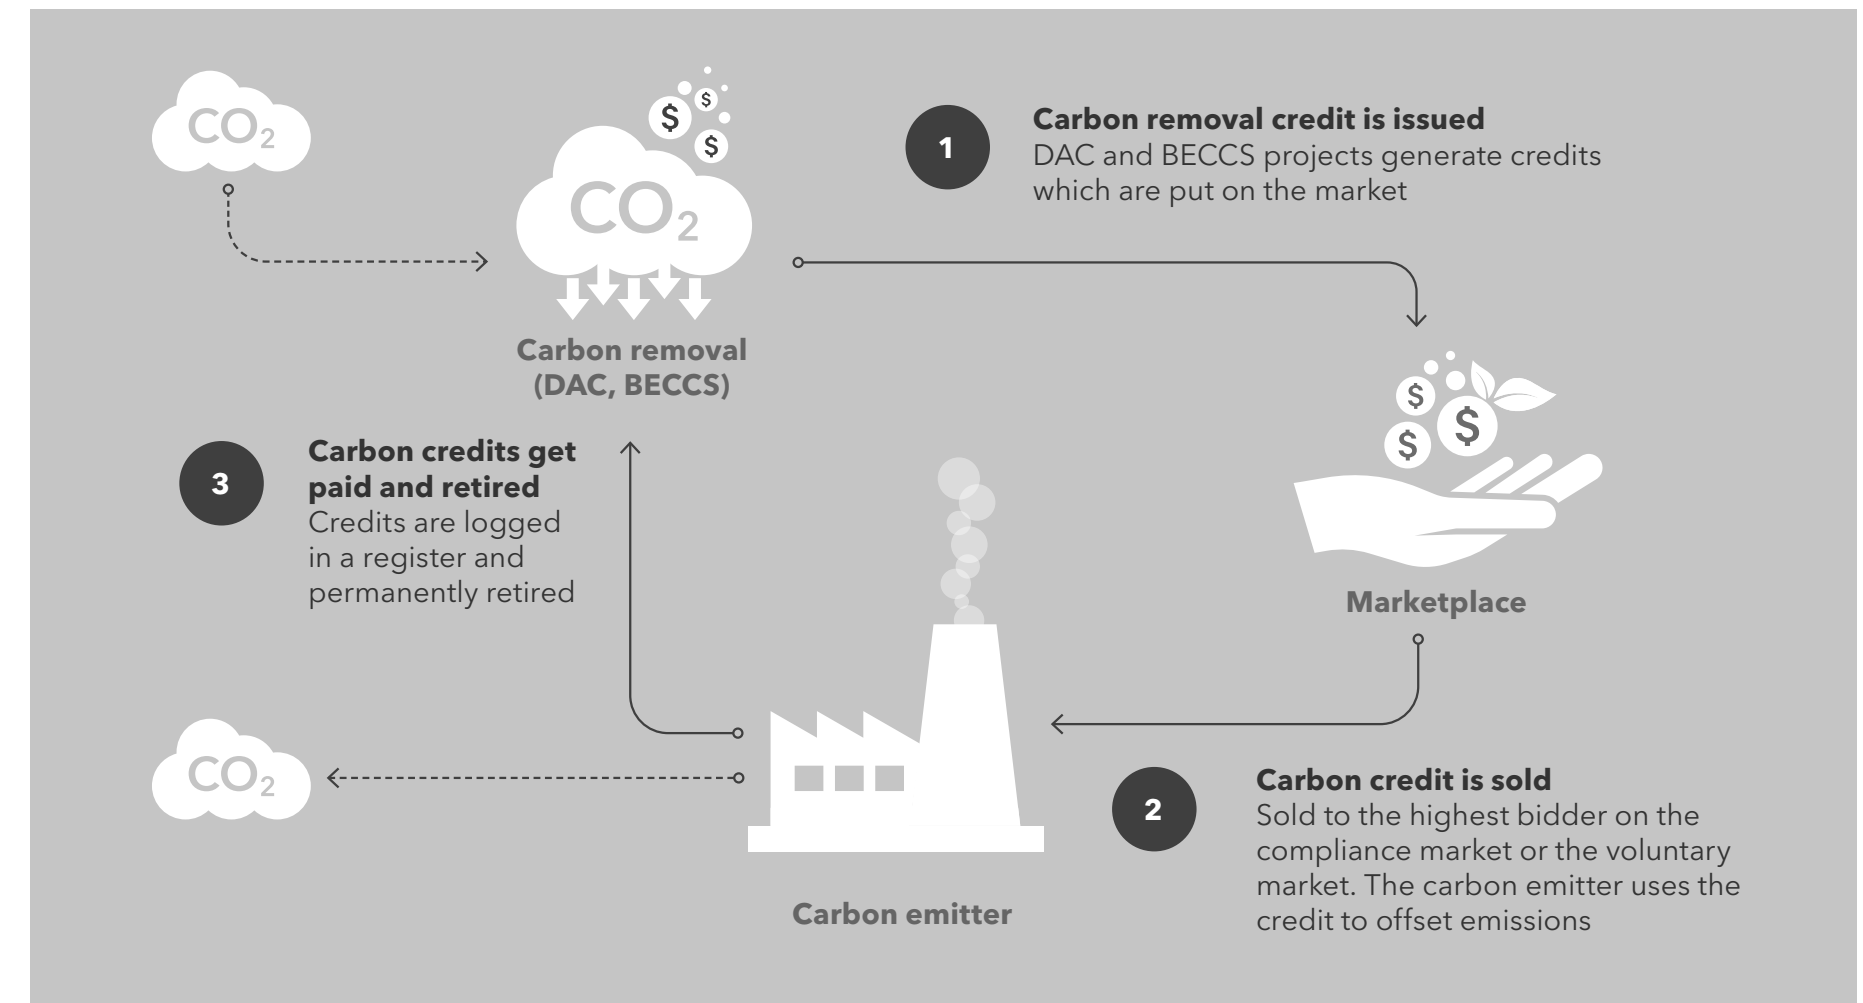 CO2
$
$
$
CO2
Carbon removal
(DAC, BECCS)
1
Carbon removal credit is issued
DAC and BECCS projects generate credits
which are put on the market
$
$
$
Marketplace
2
Carbon credit is sold
Sold to the highest bidder on the
compliance market or the voluntary
market. The carbon emitter uses the
credit to offset emissions
Carbon emitter
3
Carbon credits get
paid and retired
Credits are logged
in a register and
permanently retired
CO2